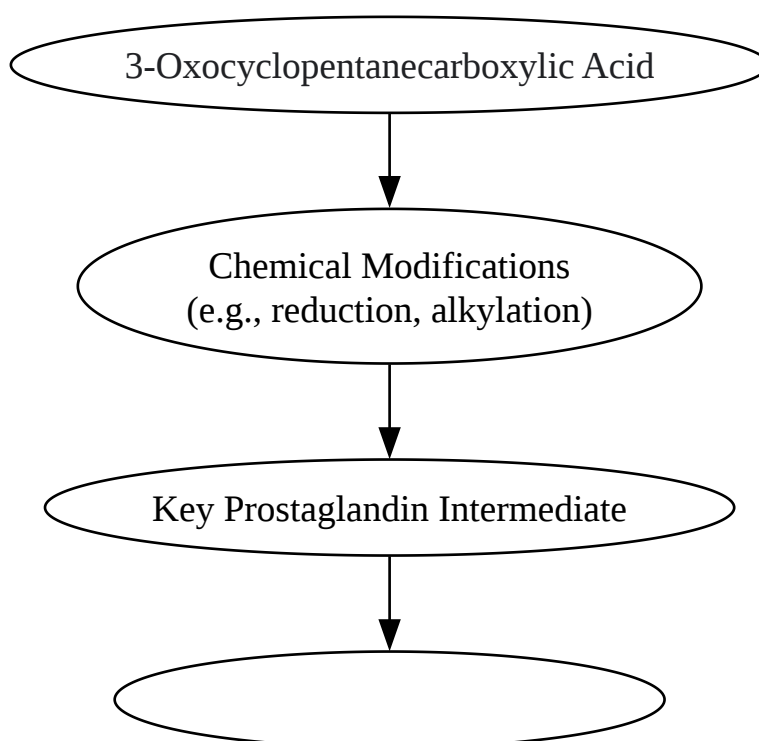 3-Oxocyclopentanecarboxylic Acid
Chemical Modifications
(e.g., reduction, alkylation)
Key Prostaglandin Intermediate